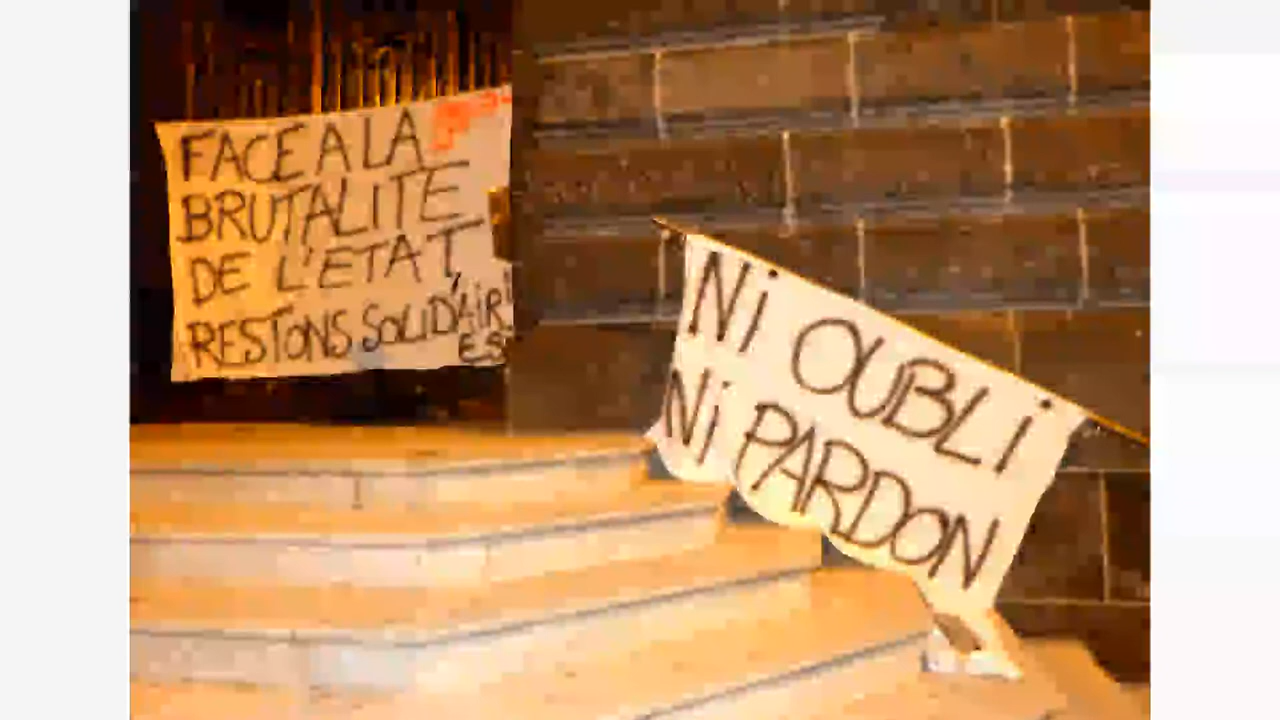 FACE A LA
BRUTALITE
DE L'ETAT,
RESTONS SOLIDAIR
ES
Ni OUBLi
Ni PARDON